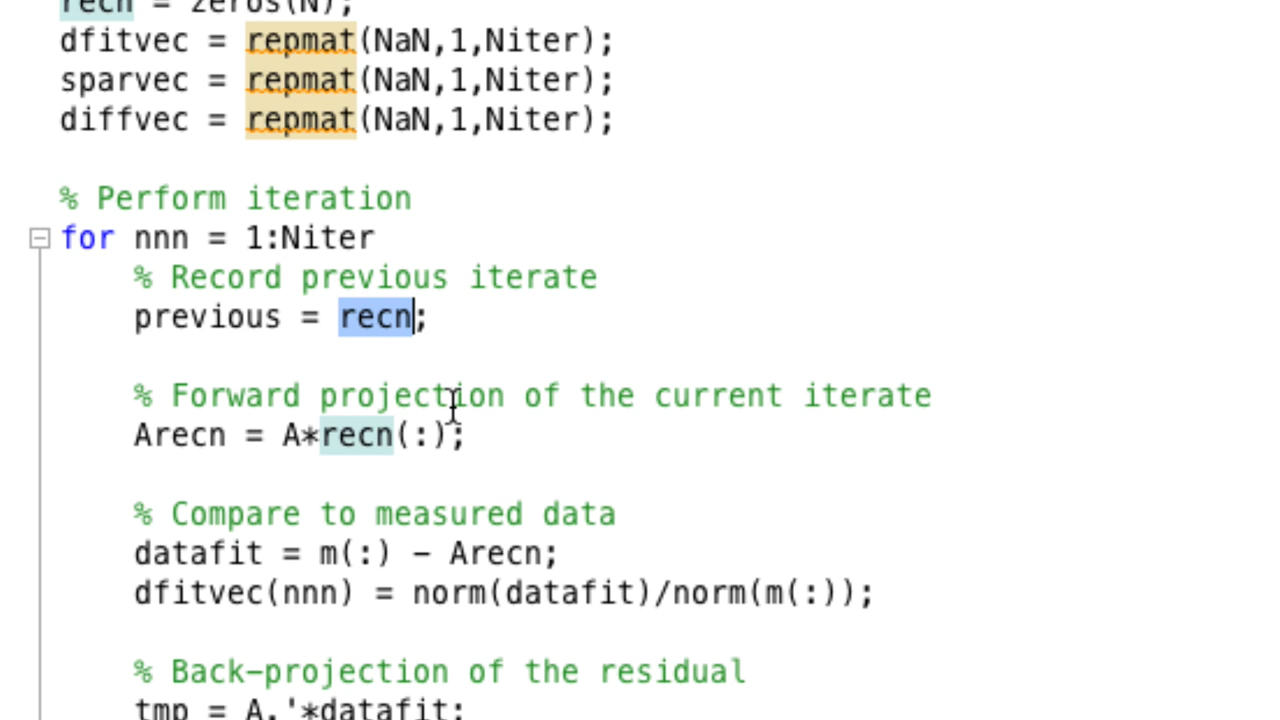 recn = zeros(N);
dfitvec = repmat(NaN,1,Niter);
sparvec = repmat(NaN,1,Niter);
diffvec = repmat(NaN,1,Niter);
% Perform iteration
for nnn = 1:Niter
% Record previous iterate
previous = recn;
% Forward projection of the current iterate
Arecn = A*recn(:);
% Compare to measured data
datafit = m(:) - Arecn;
dfitvec(nnn) = norm(datafit)/norm(m(:));
% Back-projection of the residual
tmp = A.'*datafit;